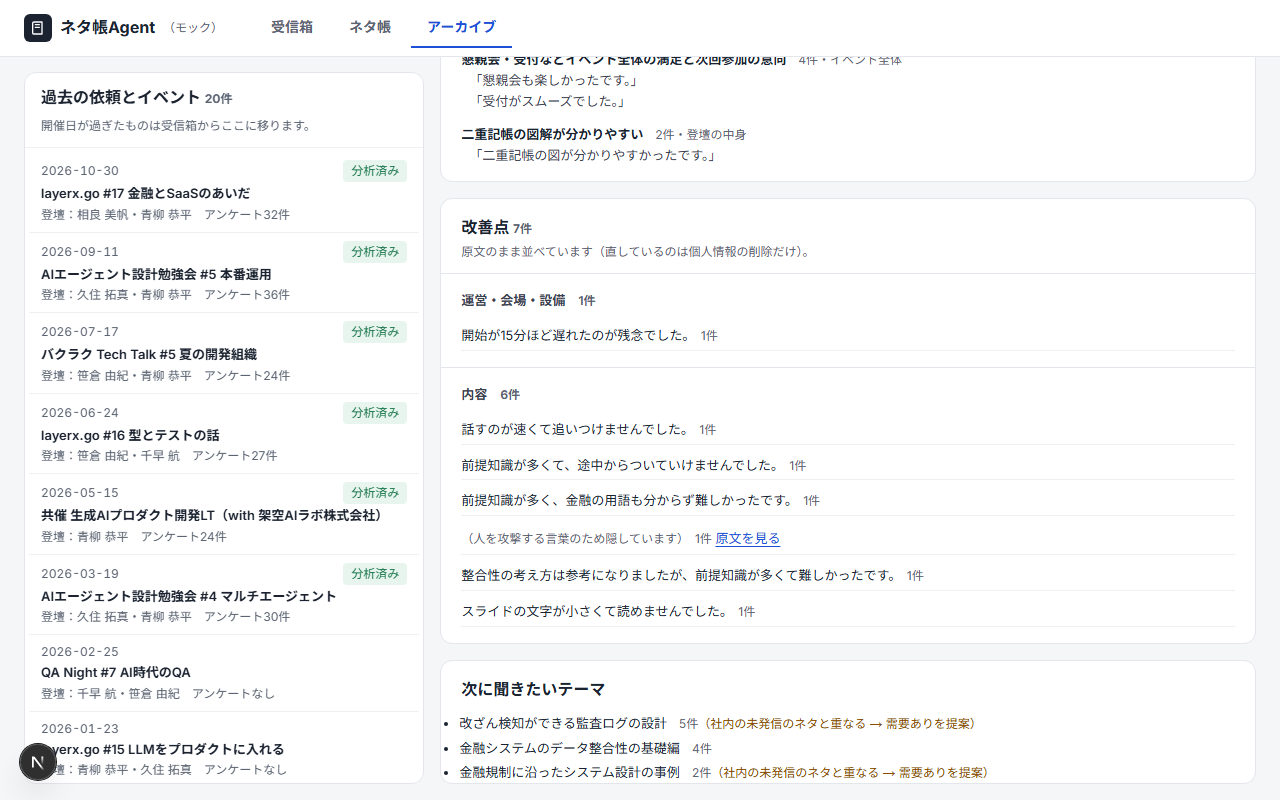 ネタ帳Agent （モック） 受信箱 ネタ帳 アーカイブ
過去の依頼とイベント 20件
開催日が過ぎたものは受信箱からここに移ります。
2026-10-30 分析済み
layerx.go #17 金融とSaaSのあいだ
登壇：相良 美帆・青柳 恭平 アンケート32件
2026-09-11 分析済み
AIエージェント設計勉強会 #5 本番運用
登壇：久住 拓真・青柳 恭平 アンケート36件
2026-07-17 分析済み
バクラク Tech Talk #5 夏の開発組織
登壇：笹倉 由紀・青柳 恭平 アンケート24件
2026-06-24 分析済み
layerx.go #16 型とテストの話
登壇：笹倉 由紀・千早 航 アンケート27件
2026-05-15 分析済み
共催 生成AIプロダクト開発LT（with 架空AIラボ株式会社）
登壇：青柳 恭平 アンケート24件
2026-03-19 分析済み
AIエージェント設計勉強会 #4 マルチエージェント
登壇：久住 拓真・青柳 恭平 アンケート30件
2026-02-25
QA Night #7 AI時代のQA
登壇：千早 航・笹倉 由紀 アンケートなし
2026-01-23
yerx.go #15 LLMをプロダクトに入れる
壇：青柳 恭平・久住 拓真 アンケートなし
N
懇親会・受付などイベント全体の満足と次回参加の意向 4件・イベント全体
「懇親会も楽しかったです。」
「受付がスムーズでした。」
二重記帳の図解が分かりやすい 2件・登壇の中身
「二重記帳の図が分かりやすかったです。」
改善点 7件
原文のまま並べています（直しているのは個人情報の削除だけ）。
運営・会場・設備 1件
開始が15分ほど遅れたのが残念でした。 1件
内容 6件
話すのが速くて追いつけませんでした。 1件
前提知識が多くて、途中からついていけませんでした。 1件
前提知識が多く、金融の用語も分からず難しかったです。 1件
（人を攻撃する言葉のため隠しています） 1件 原文を見る
整合性の考え方は参考になりましたが、前提知識が多くて難しかったです。 1件
スライドの文字が小さくて読めませんでした。 1件
次に聞きたいテーマ
• 改ざん検知ができる監査ログの設計 5件（社内の未発信のネタと重なる → 需要ありを提案）
• 金融システムのデータ整合性の基礎編 4件
• 金融規制に沿ったシステム設計の事例 2件（社内の未発信のネタと重なる → 需要ありを提案）